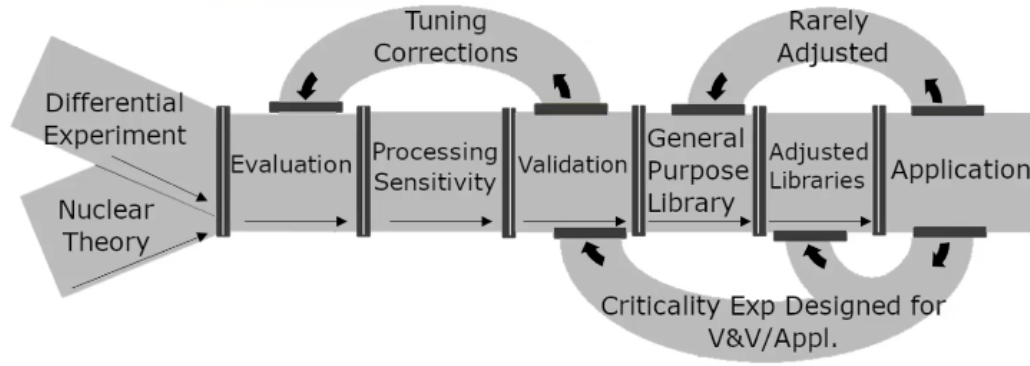 Tuning
Corrections
Rarely
Adjusted
Differential
Experiment
Nuclear
Theory
Evaluation
Processing
Sensitivity
Validation
General
Purpose
Library
Adjusted
Libraries
Application
Criticality Exp Designed for
V&V/Appl.